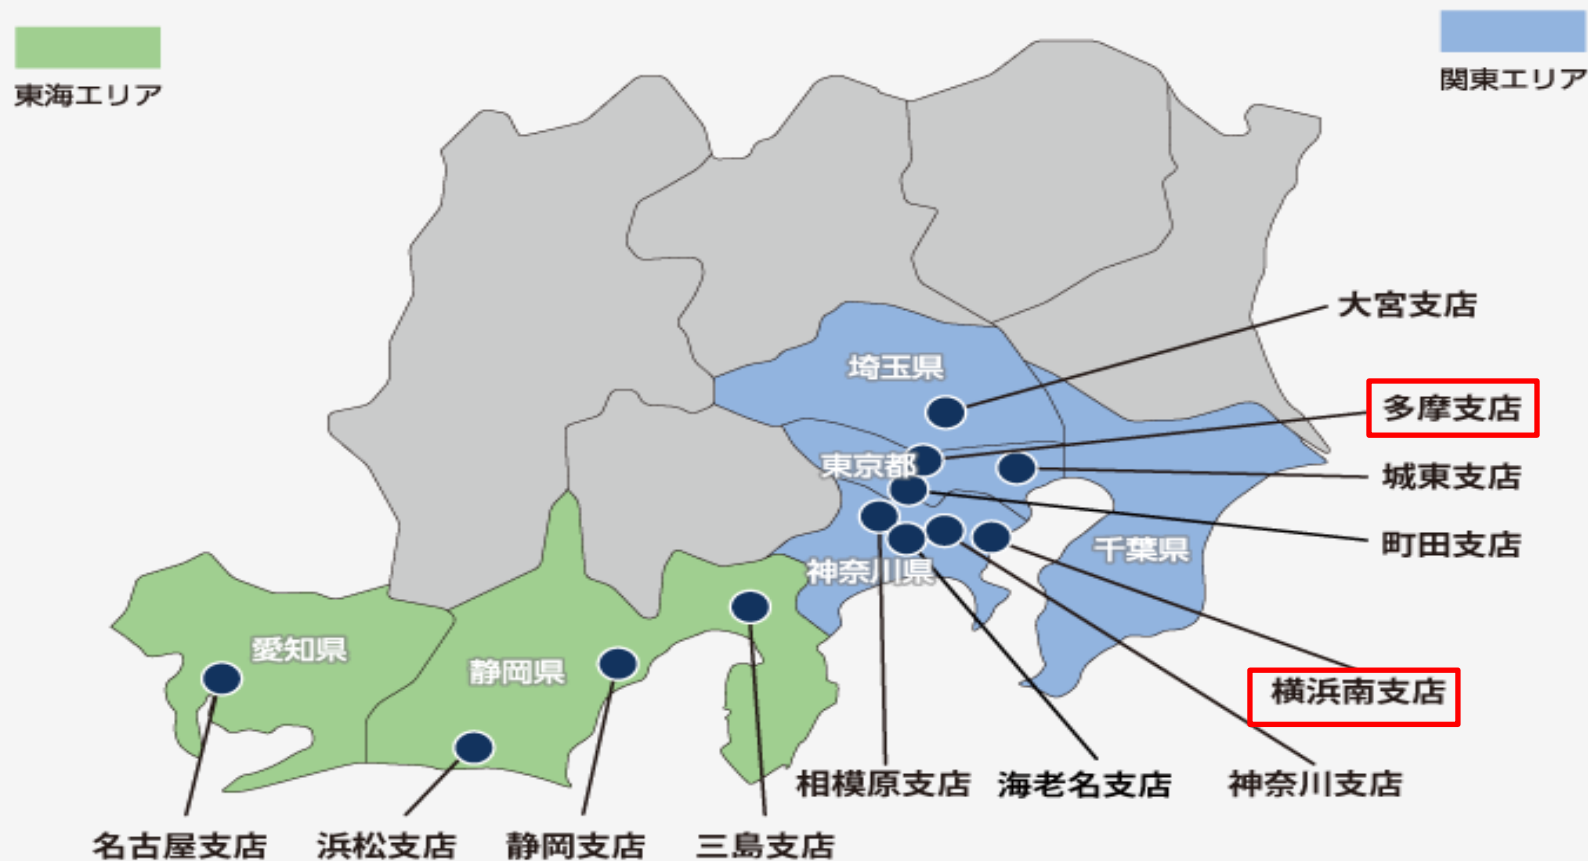 東海エリア
関東エリア
大宮支店
埼玉県
多摩支店
東京都
城東支店
町田支店
千葉県
神奈川県
愛知県
静岡県
横浜南支店
相模原支店
海老名支店
神奈川支店
名古屋支店
浜松支店
静岡支店
三島支店